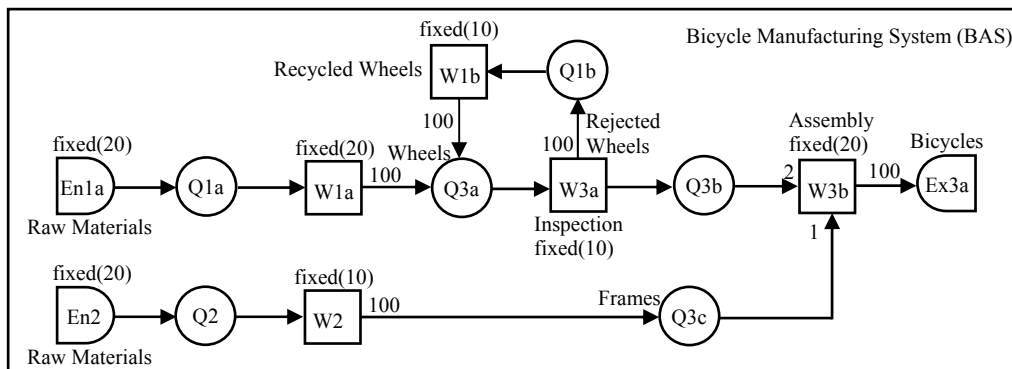 fixed(10)
Bicycle Manufacturing System (BAS)
Recycled Wheels
W1b
Q1b
100
Rejected
Wheels
100
Assembly
fixed(20)
Bicycles
fixed(20)
fixed(20)
Wheels
En1a
Q1a
W1a
100
Q3a
W3a
Q3b
2
W3b
100
Ex3a
Raw Materials
Inspection
fixed(10)
1
fixed(20)
fixed(10)
En2
Q2
W2
100
Frames
Q3c
Raw Materials